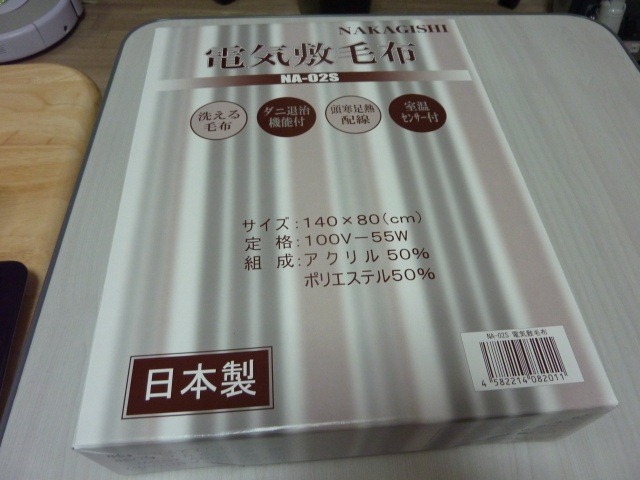 NAKAGISHI
電気敷毛布
NA-02S
洗える
毛布
ダニ退治
機能付
頭寒足熱
配線
室温
センサー付
サイズ:140×80(cm)
定格:100V-55W
組成:アクリル50%
ポリエステル50%
日本製
NA-02S 電気敷毛布
4 582214 082011